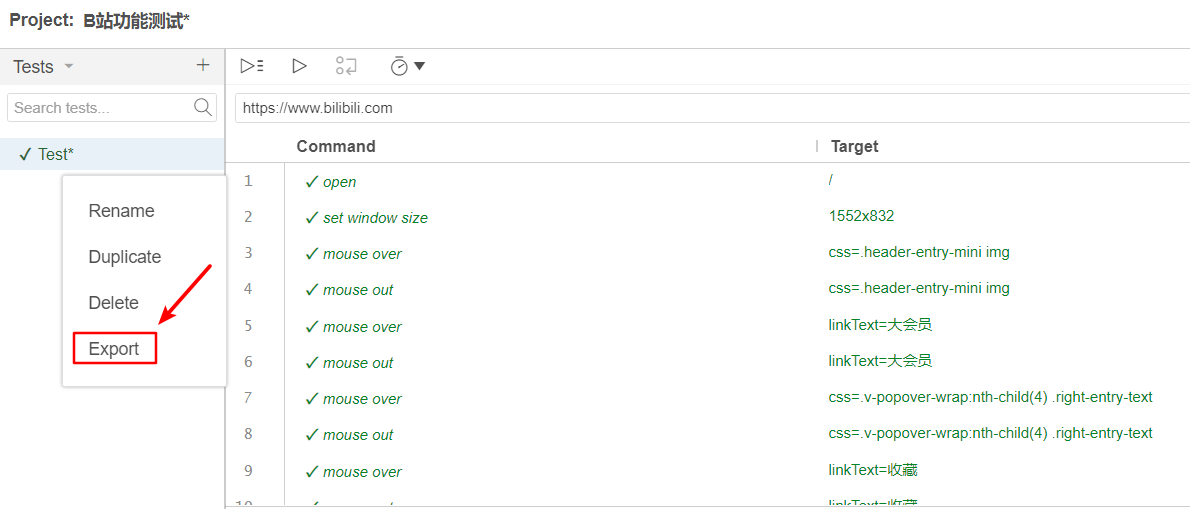 Project: B站功能测试*
Tests
Search tests...
https://www.bilibili.com
✓ Test*
Rename
Duplicate
Delete
Export
Command Target
1 ✓ open /
2 ✓ set window size 1552x832
3 ✓ mouse over css=.header-entry-mini img
4 ✓ mouse out css=.header-entry-mini img
5 ✓ mouse over linkText=大会员
6 ✓ mouse out linkText=大会员
7 ✓ mouse over css=.v-popover-wrap:nth-child(4) .right-entry-text
8 ✓ mouse out css=.v-popover-wrap:nth-child(4) .right-entry-text
9 ✓ mouse over linkText=收藏